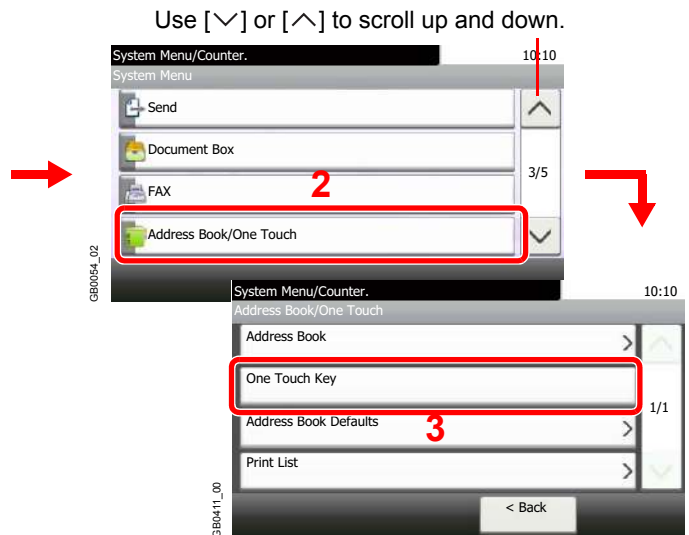 Use [∨] or [∧] to scroll up and down.
System Menu/Counter. 10:10
System Menu
Send
Document Box
3/5
FAX
2
Address Book/One Touch
GB0054_02
System Menu/Counter. 10:10
Address Book/One Touch
Address Book >
One Touch Key
1/1
Address Book Defaults >
3
Print List >
< Back
GB0411_00